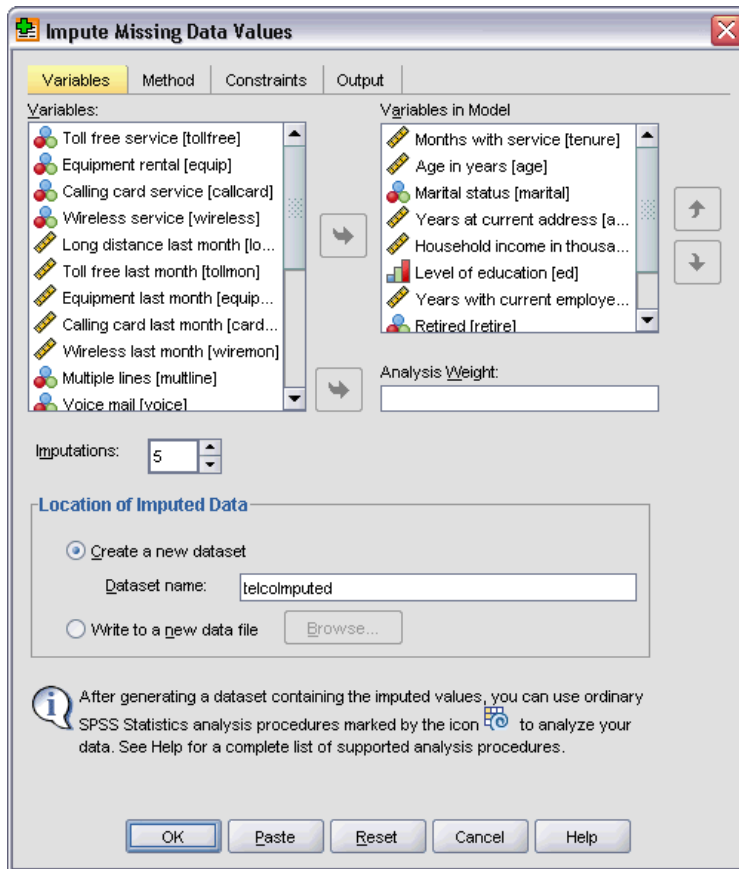 Impute Missing Data Values
Variables
Method
Constraints
Output
Variables:
Toll free service [tollfree]
Equipment rental [equip]
Calling card service [callcard]
Wireless service [wireless]
Long distance last month [lo...
Toll free last month [tollmon]
Equipment last month [equip...
Calling card last month [card...
Wireless last month [wiremon]
Multiple lines [multline]
Voice mail [voice]
Variables in Model
Months with service [tenure]
Age in years [age]
Marital status [marital]
Years at current address [a...
Household income in thousa...
Level of education [ed]
Years with current employe...
Retired [retire]
Analysis Weight:
Imputations:
5
Location of Imputed Data
Create a new dataset
Dataset name:
telcoImputed
Write to a new data file
Browse...
After generating a dataset containing the imputed values, you can use ordinary
SPSS Statistics analysis procedures marked by the icon to analyze your
data. See Help for a complete list of supported analysis procedures.
OK
Paste
Reset
Cancel
Help